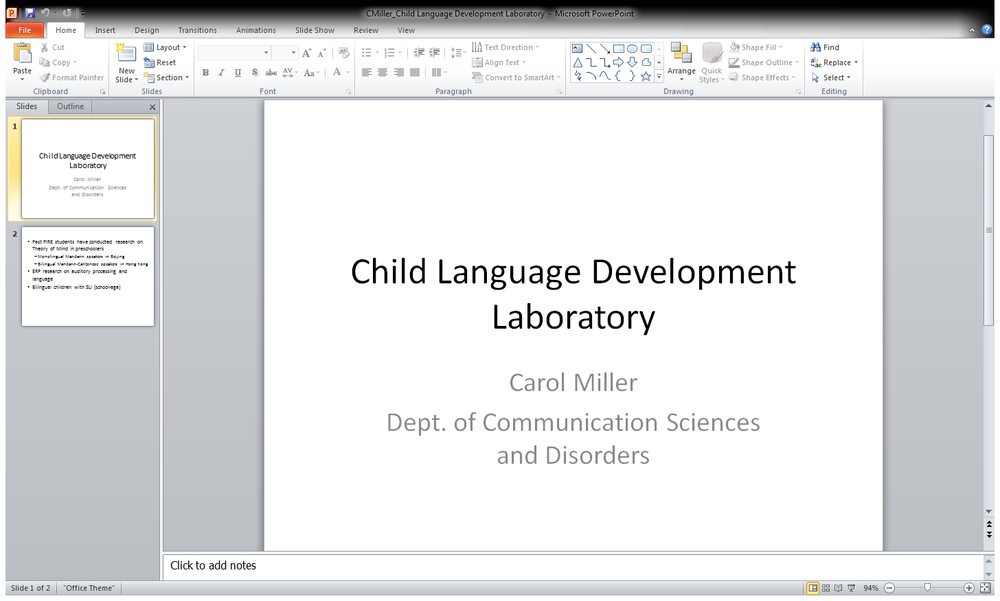 CMiller_Child Language Development Laboratory - Microsoft PowerPoint
File Home Insert Design Transitions Animations Slide Show Review View
Paste
Cut
Copy
Format Painter
Clipboard
New
Slide
Layout
Reset
Section
Slides
B I U S abc AV Aa A
Font
Text Direction
Align Text
Convert to SmartArt
Paragraph
Arrange
Quick
Styles
Shape Fill
Shape Outline
Shape Effects
Drawing
Find
Replace
Select
Editing
Slides Outline
1
Child Language Development
Laboratory
Carol Miller
Dept. of Communication Sciences
and Disorders
2
• Past PIRE students have conducted research on
Theory of Mind in preschoolers
– Monolingual Mandarin speakers in Beijing
– Bilingual Mandarin-Cantonese speakers in Hong Kong
• ERP research on auditory processing and
language
• Bilingual children with SLI (school-age)
Child Language Development
Laboratory
Carol Miller
Dept. of Communication Sciences
and Disorders
Click to add notes
Slide 1 of 2 "Office Theme" 94%